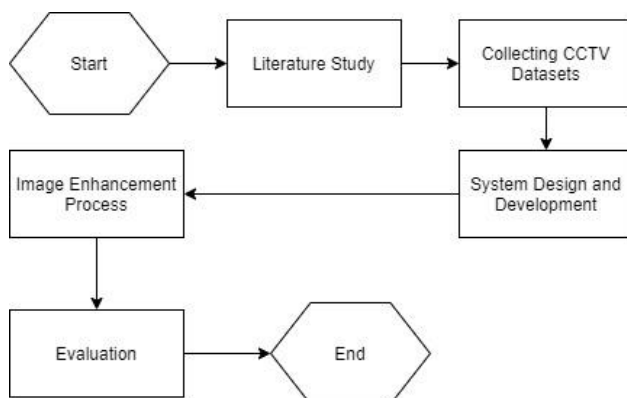 Start
Literature Study
Collecting CCTV
Datasets
System Design and
Development
Image Enhancement
Process
Evaluation
End